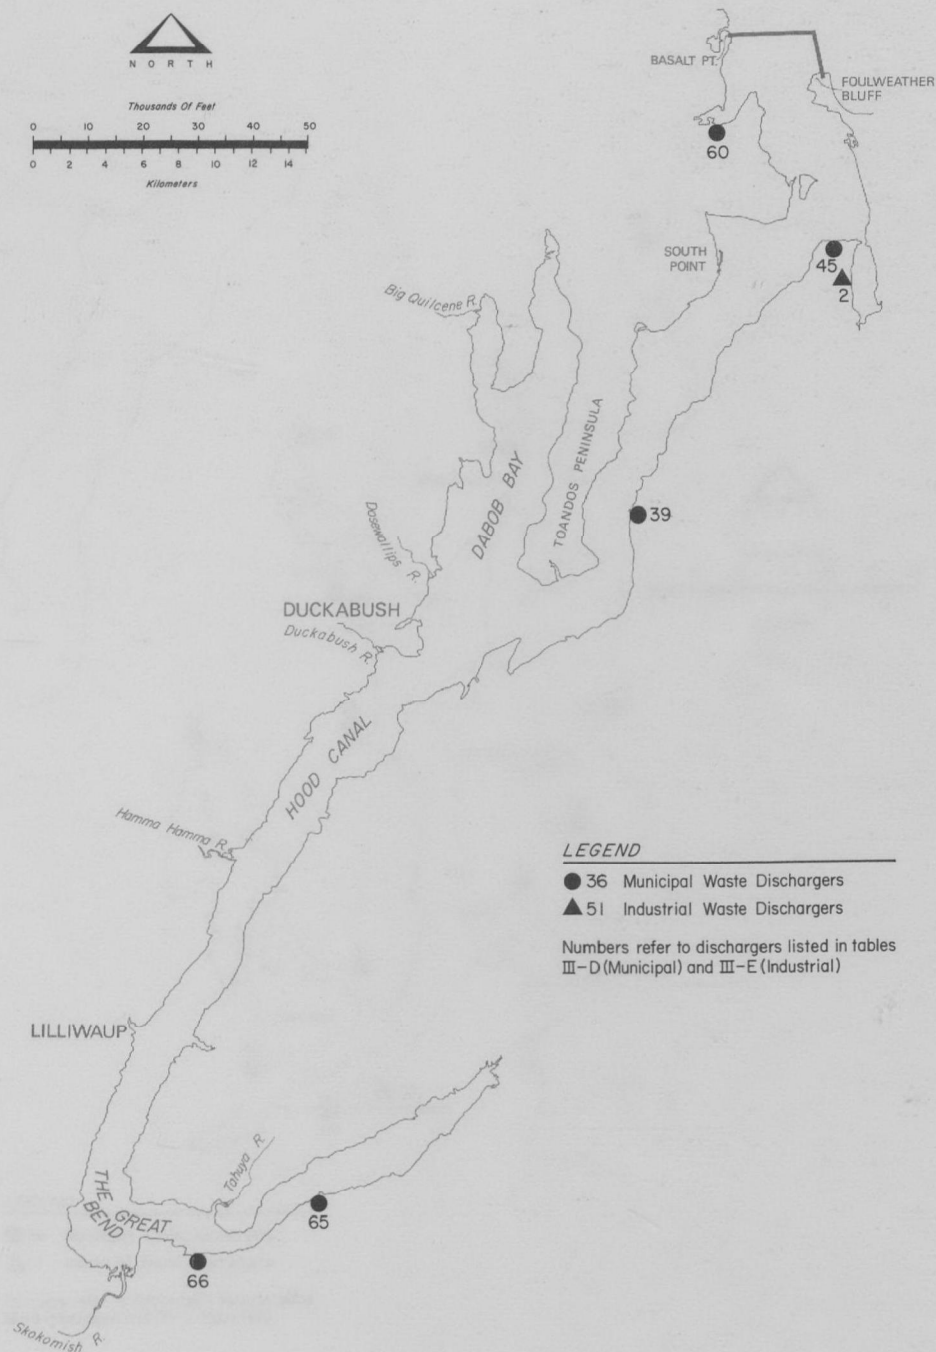 NORTH
Thousands Of Feet
0 10 20 30 40 50
0 2 4 6 8 10 12 14
Kilometers
BASALT PT.
FOULWEATHER
BLUFF
60
SOUTH
POINT
45
2
Big Quilcene R.
TOANDOS PENINSULA
DABOB BAY
39
Dosewallips R.
DUCKABUSH
Duckabush R.
HOOD CANAL
Hamma Hamma R.
LEGEND
36 Municipal Waste Dischargers
51 Industrial Waste Dischargers
Numbers refer to dischargers listed in tables
III-D (Municipal) and III-E (Industrial)
LILLIWAUP
Tahuya R.
THE GREAT
BEND
65
66
Skokomish R.